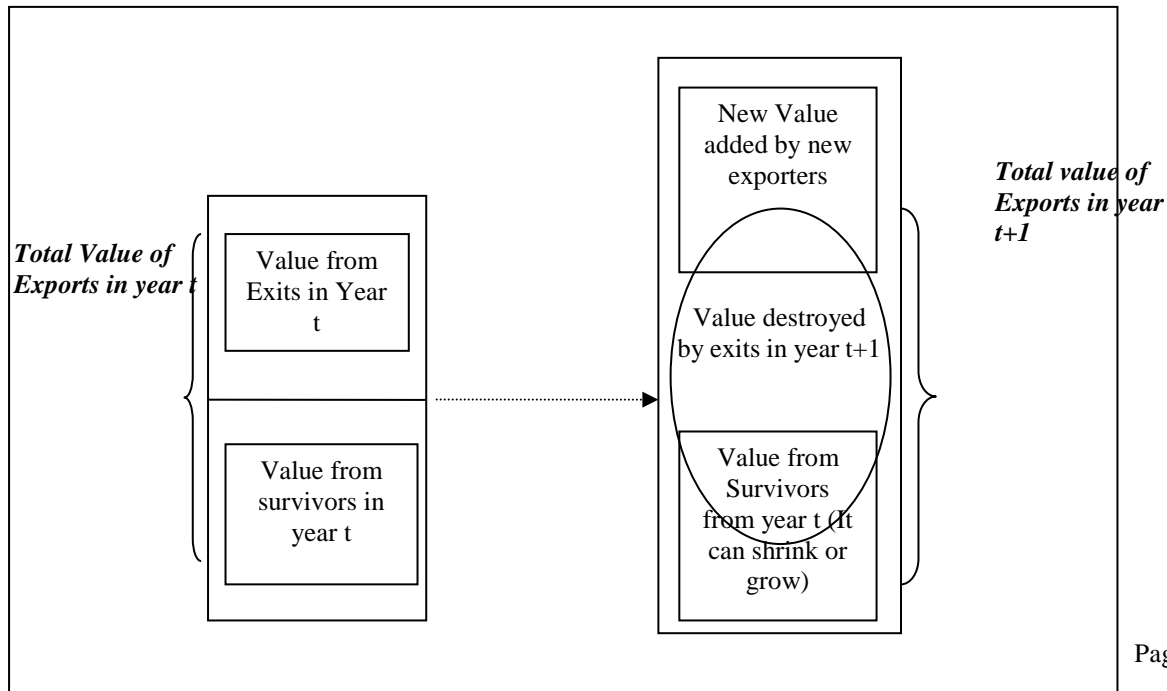 Total Value of
Exports in year t
Value from
Exits in Year
t
Value from
survivors in
year t
New Value
added by new
exporters
Value destroyed
by exits in year t+1
Value from
Survivors
from year t (It
can shrink or
grow)
Total value of
Exports in year
t+1
Pag